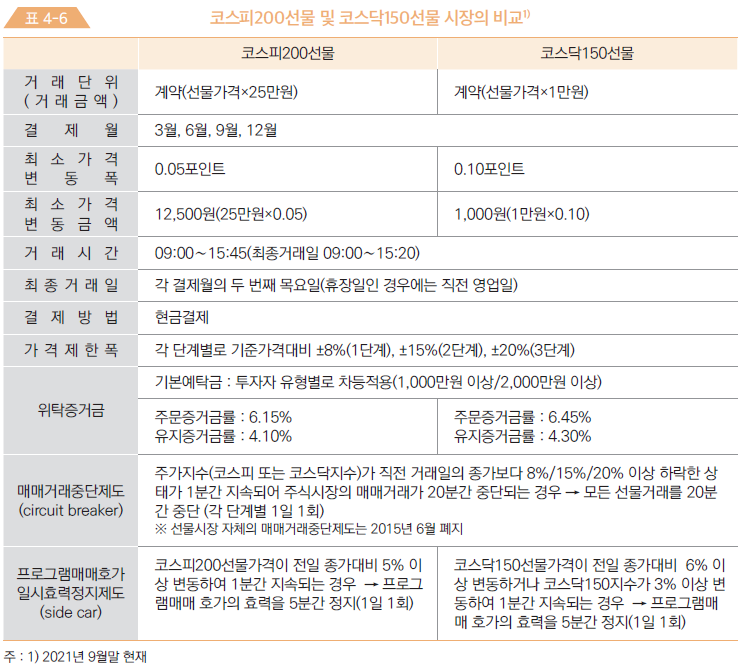 표 4-6
코스피200선물 및 코스닥150선물 시장의 비교1)
코스피200선물
코스닥150선물
거 래 단 위
(거래금액)
계약(선물가격×25만원)
계약(선물가격×1만원)
결 제 월
3월, 6월, 9월, 12월
최 소 가 격
변 동 폭
0.05포인트
0.10포인트
최 소 가 격
변 동 금 액
12,500원(25만원×0.05)
1,000원(1만원×0.10)
거 래 시 간
09:00～15:45(최종거래일 09:00～15:20)
최 종 거 래 일
각 결제월의 두 번째 목요일(휴장일인 경우에는 직전 영업일)
결 제 방 법
현금결제
가 격 제 한 폭
각 단계별로 기준가격대비 ±8%(1단계), ±15%(2단계), ±20%(3단계)
위탁증거금
기본예탁금 : 투자자 유형별로 차등적용(1,000만원 이상/2,000만원 이상)
주문증거금률 : 6.15%
유지증거금률 : 4.10%
주문증거금률 : 6.45%
유지증거금률 : 4.30%
매매거래중단제도
(circuit breaker)
주가지수(코스피 또는 코스닥지수)가 직전 거래일의 종가보다 8%/15%/20% 이상 하락한 상
태가 1분간 지속되어 주식시장의 매매거래가 20분간 중단되는 경우 → 모든 선물거래를 20분
간 중단 (각 단계별 1일 1회)
※ 선물시장 자체의 매매거래중단제도는 2015년 6월 폐지
프로그램매매호가
일시효력정지제도
(side car)
코스피200선물가격이 전일 종가대비 5% 이
상 변동하여 1분간 지속되는 경우 → 프로그
램매매 호가의 효력을 5분간 정지(1일 1회)
코스닥150선물가격이 전일 종가대비 6% 이
상 변동하거나 코스닥150지수가 3% 이상 변
동하여 1분간 지속되는 경우 → 프로그램매
매 호가의 효력을 5분간 정지(1일 1회)
주 : 1) 2021년 9월말 현재